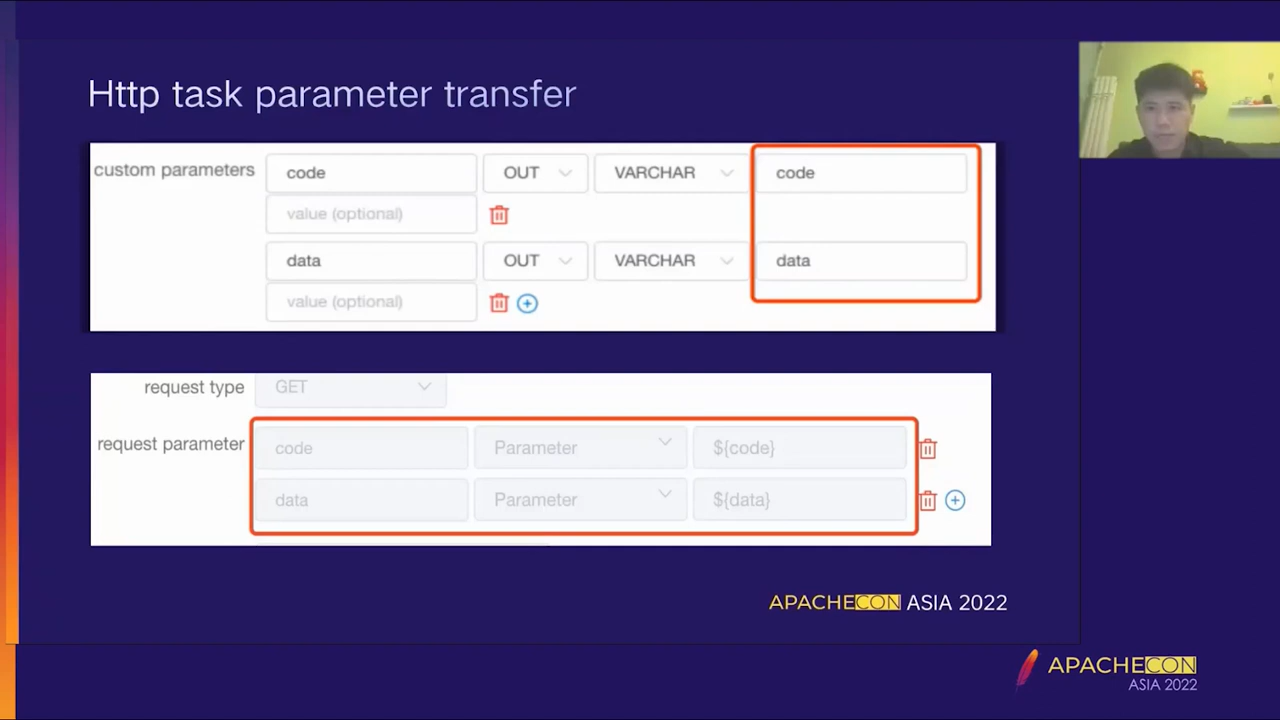 Http task parameter transfer
custom parameters code OUT VARCHAR code
value (optional)
data OUT VARCHAR data
value (optional)
request type GET
request parameter code Parameter ${code}
data Parameter ${data}
APACHECON ASIA 2022
APACHECON
ASIA 2022